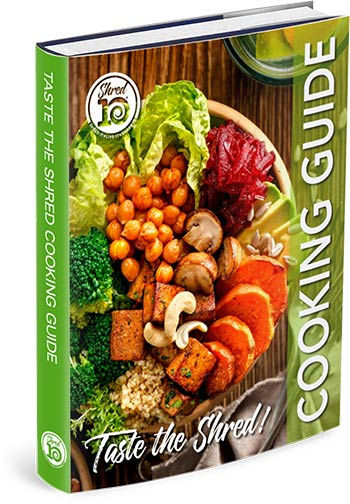 TASTE THE SHRED COOKING GUIDE
Shred
10
COOKING GUIDE
Taste the Shred!